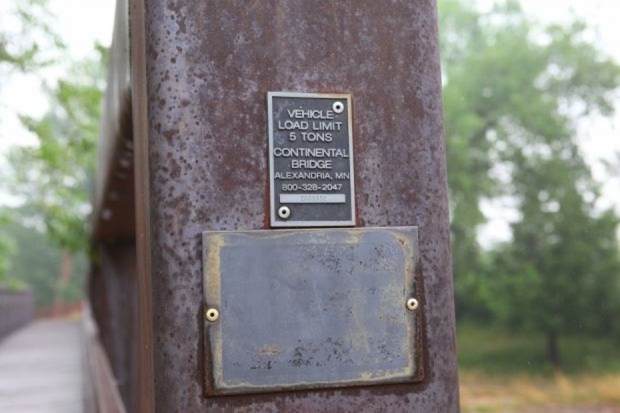 VEHICLE
LOAD LIMIT
5 TONS
CONTINENTAL
BRIDGE
ALEXANDRIA, MN
800-328-2047